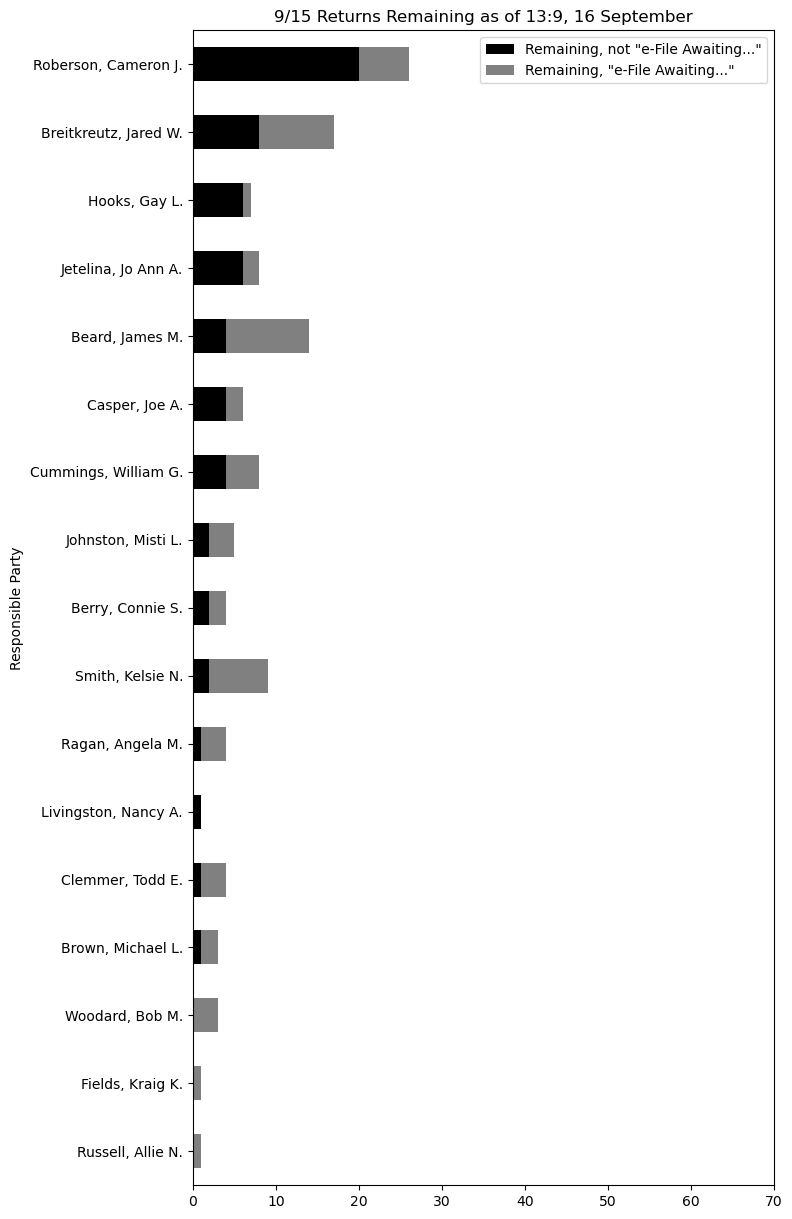 9/15 Returns Remaining as of 13:9, 16 September
Remaining, not "e-File Awaiting..."
Remaining, "e-File Awaiting..."
Responsible Party
Roberson, Cameron J.
Breitkreutz, Jared W.
Hooks, Gay L.
Jetelina, Jo Ann A.
Beard, James M.
Casper, Joe A.
Cummings, William G.
Johnston, Misti L.
Berry, Connie S.
Smith, Kelsie N.
Ragan, Angela M.
Livingston, Nancy A.
Clemmer, Todd E.
Brown, Michael L.
Woodard, Bob M.
Fields, Kraig K.
Russell, Allie N.
0 10 20 30 40 50 60 70